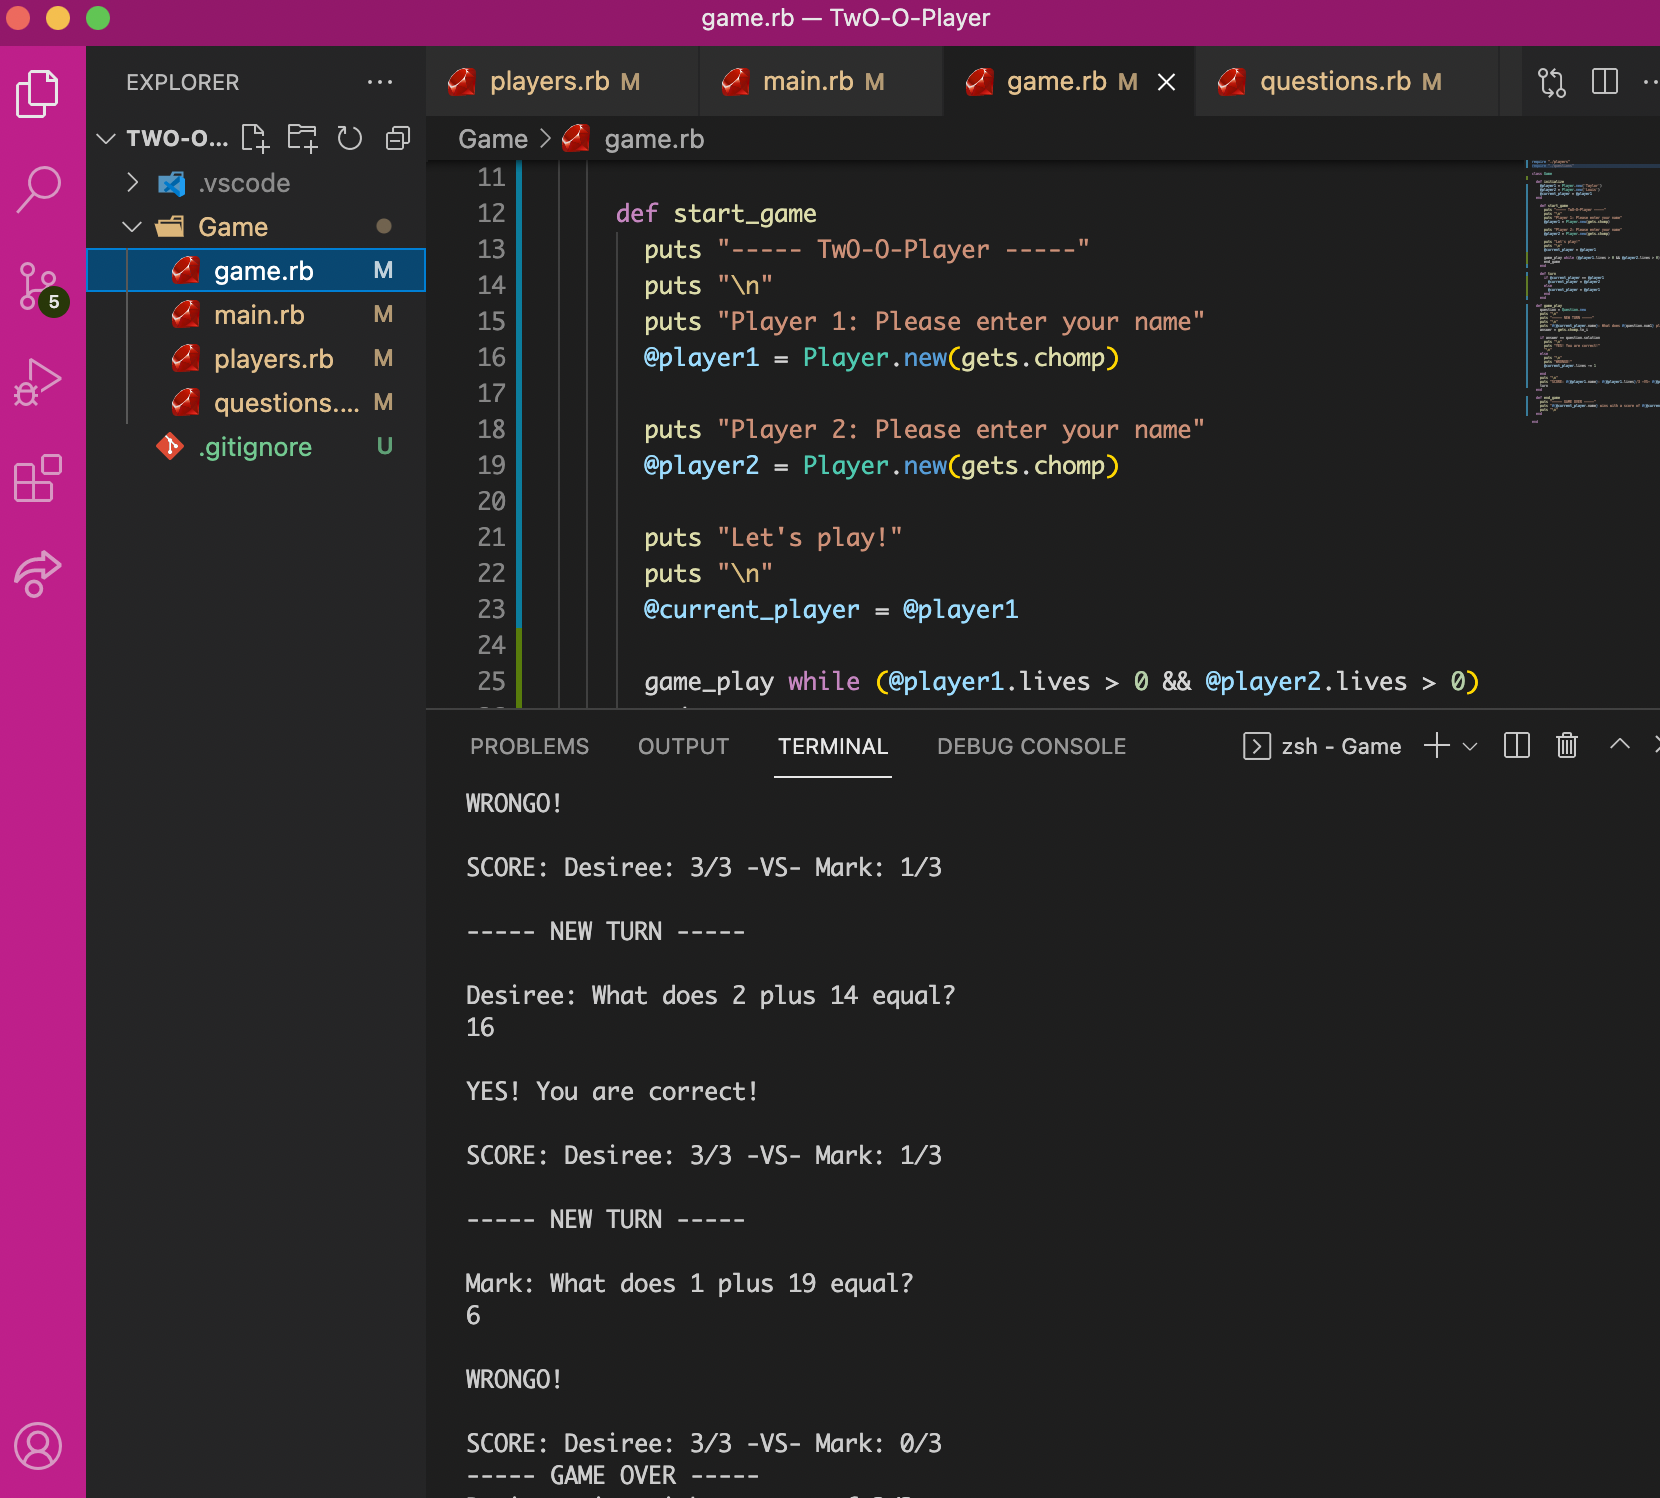 game.rb — TwO-O-Player
EXPLORER
TWO-O...
.vscode
Game
game.rb M
main.rb M
players.rb M
questions.... M
.gitignore U
5
players.rb M
main.rb M
game.rb M
questions.rb M
Game > game.rb
11
12 def start_game
13 puts "----- TwO-O-Player -----"
14 puts "\n"
15 puts "Player 1: Please enter your name"
16 @player1 = Player.new(gets.chomp)
17
18 puts "Player 2: Please enter your name"
19 @player2 = Player.new(gets.chomp)
20
21 puts "Let's play!"
22 puts "\n"
23 @current_player = @player1
24
25 game_play while (@player1.lives > 0 && @player2.lives > 0)
PROBLEMS OUTPUT TERMINAL DEBUG CONSOLE
zsh - Game
WRONGO!
SCORE: Desiree: 3/3 -VS- Mark: 1/3
----- NEW TURN -----
Desiree: What does 2 plus 14 equal?
16
YES! You are correct!
SCORE: Desiree: 3/3 -VS- Mark: 1/3
----- NEW TURN -----
Mark: What does 1 plus 19 equal?
6
WRONGO!
SCORE: Desiree: 3/3 -VS- Mark: 0/3
----- GAME OVER -----